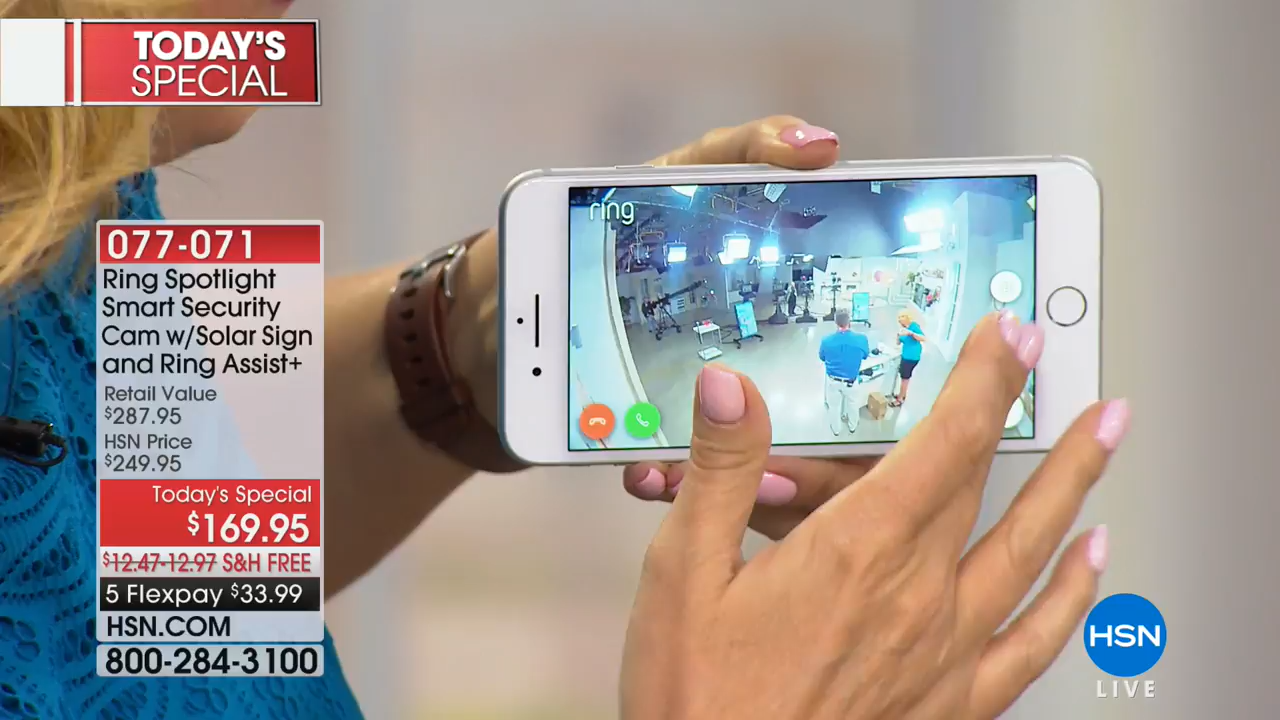 TODAY'S
SPECIAL
077-071
Ring Spotlight
Smart Security
Cam w/Solar Sign
and Ring Assist+
Retail Value
$287.95
HSN Price
$249.95
Today's Special
$169.95
$12.47-12.97 S&H FREE
5 Flexpay $33.99
HSN.COM
800-284-3100
ring
HSN
LIVE